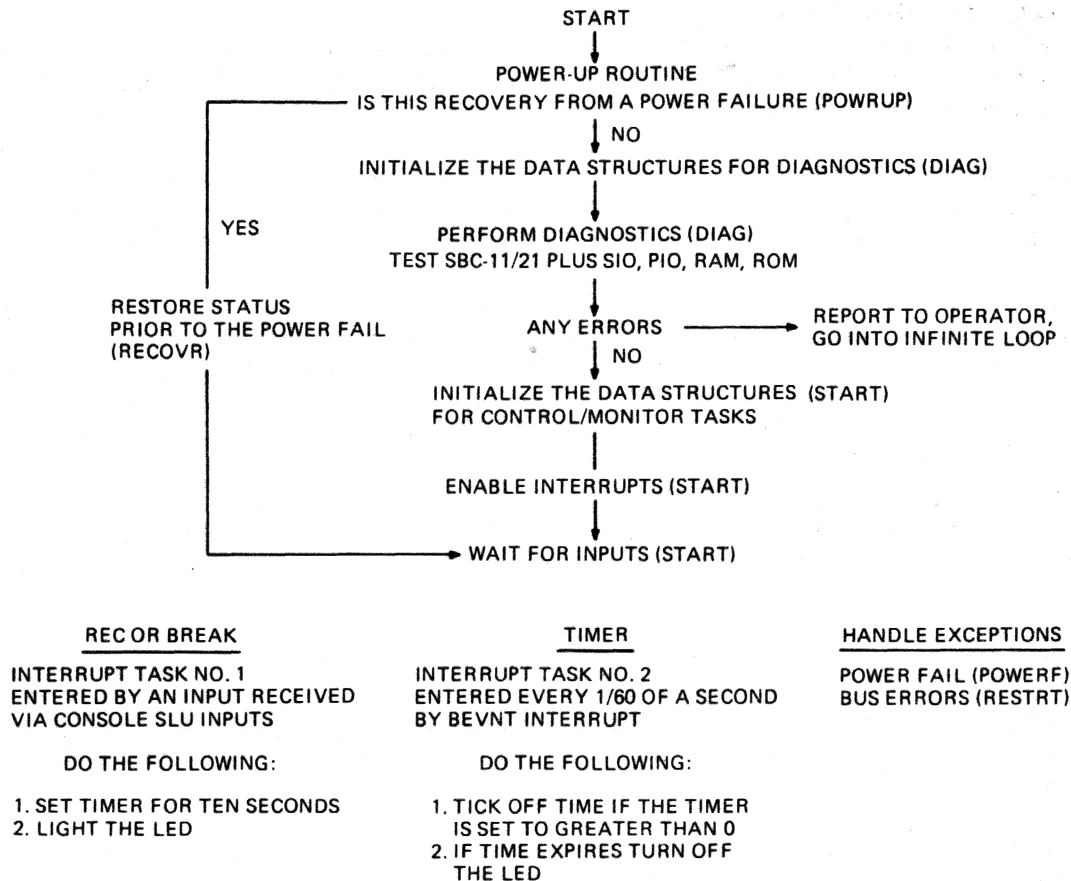 START
POWER-UP ROUTINE
IS THIS RECOVERY FROM A POWER FAILURE (POWRUP)
NO
INITIALIZE THE DATA STRUCTURES FOR DIAGNOSTICS (DIAG)
YES
PERFORM DIAGNOSTICS (DIAG)
TEST SBC-11/21 PLUS SIO, PIO, RAM, ROM
RESTORE STATUS
PRIOR TO THE POWER FAIL
(RECOVR)
ANY ERRORS
REPORT TO OPERATOR,
GO INTO INFINITE LOOP
NO
INITIALIZE THE DATA STRUCTURES (START)
FOR CONTROL/MONITOR TASKS
ENABLE INTERRUPTS (START)
WAIT FOR INPUTS (START)
REC OR BREAK
INTERRUPT TASK NO. 1
ENTERED BY AN INPUT RECEIVED
VIA CONSOLE SLU INPUTS
DO THE FOLLOWING:
1. SET TIMER FOR TEN SECONDS
2. LIGHT THE LED
TIMER
INTERRUPT TASK NO. 2
ENTERED EVERY 1/60 OF A SECOND
BY BEVNT INTERRUPT
DO THE FOLLOWING:
1. TICK OFF TIME IF THE TIMER
IS SET TO GREATER THAN 0
2. IF TIME EXPIRES TURN OFF
THE LED
HANDLE EXCEPTIONS
POWER FAIL (POWERF)
BUS ERRORS (RESTRT)